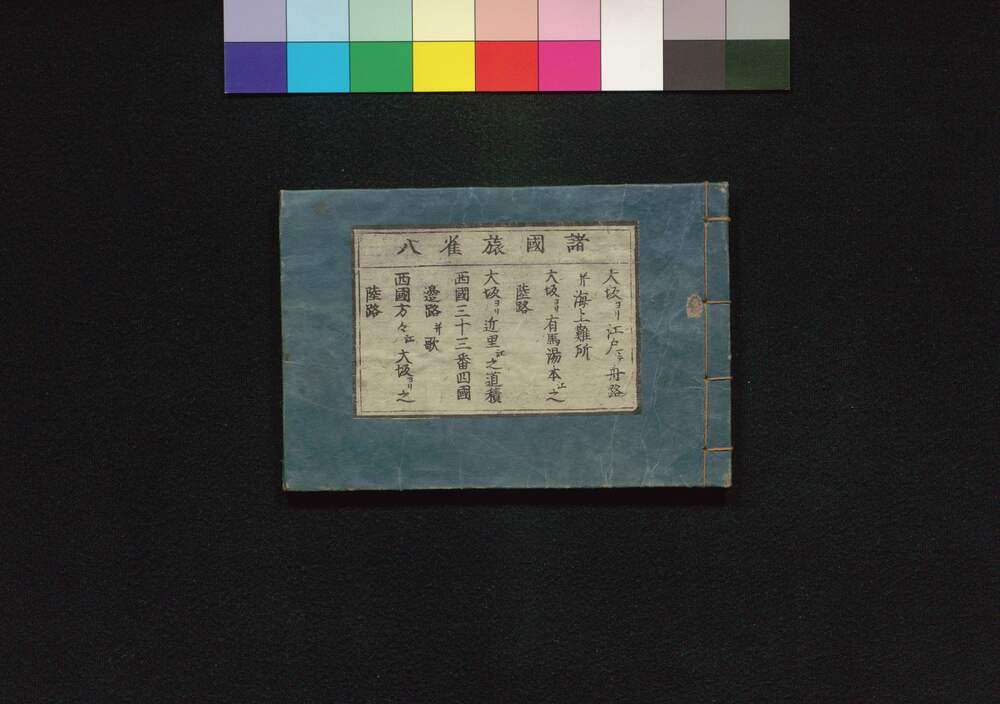 諸國旅雀八
大坂ヨリ江戸ニテ舟路
并海上難所
大坂ヨリ有馬湯本江之
陸路
大坂ヨリ近里江之道積
西國三十三番四國
邊路并歌
西國方々江大坂ヨリ之
陸路